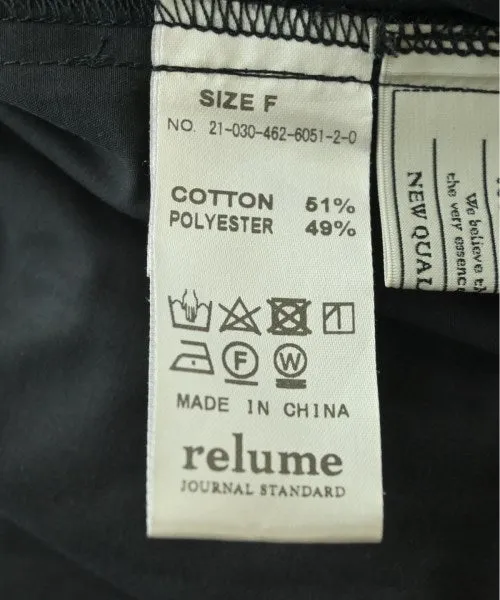 SIZE F
NO. 21-030-462-6051-2-0
COTTON 51%
POLYESTER 49%
F W
MADE IN CHINA
relume
JOURNAL STANDARD
We believe th
the very essenc
NEW QUAL